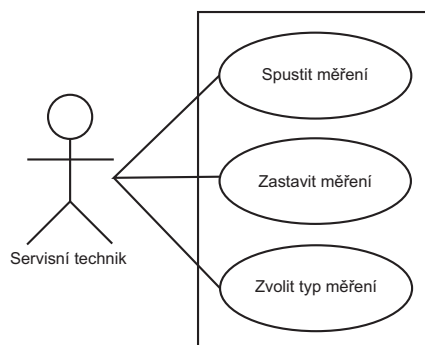 Spustit měření
Zastavit měření
Servisní technik
Zvolit typ měření